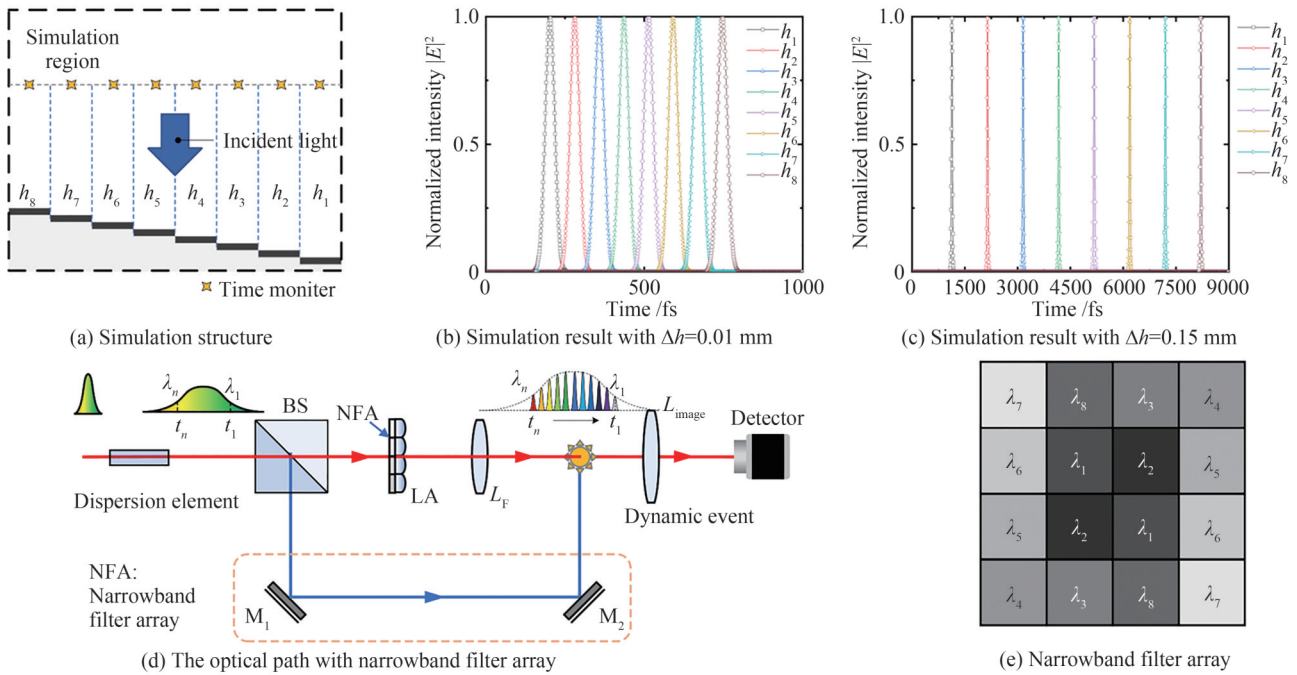 Simulation
region
Incident light
h8 h7 h6 h5 h4 h3 h2 h1
Time moniter
(a) Simulation structure
Normalized intensity |E|²
1.0
0.5
0
0 500 1000
Time /fs
h1
h2
h3
h4
h5
h6
h7
h8
(b) Simulation result with Δh=0.01 mm
Normalized intensity |E|²
1.0
0.5
0
0 1500 3000 4500 6000 7500 9000
Time /fs
h1
h2
h3
h4
h5
h6
h7
h8
(c) Simulation result with Δh=0.15 mm
λn λ1
tn t1
BS
Dispersion element
NFA
LA
LF
λn λ1
tn t1
Limage
Detector
Dynamic event
NFA:
Narrowband
filter array
M1 M2
(d) The optical path with narrowband filter array
λ7 λ8 λ3 λ4
λ6 λ1 λ2 λ5
λ5 λ2 λ1 λ6
λ4 λ3 λ8 λ7
(e) Narrowband filter array